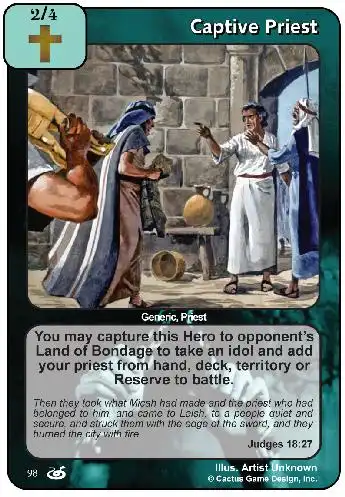 2/4
Captive Priest
Generic, Priest
You may capture this Hero to opponent's
Land of Bondage to take an idol and add
your priest from hand, deck, territory or
Reserve to battle.
Then they took what Micah had made and the priest who had
belonged to him, and came to Laish, to a people quiet and
secure, and struck them with the edge of the sword, and they
burned the city with fire.
Judges 18:27
98
Illus. Artist Unknown
© Cactus Game Design, Inc.